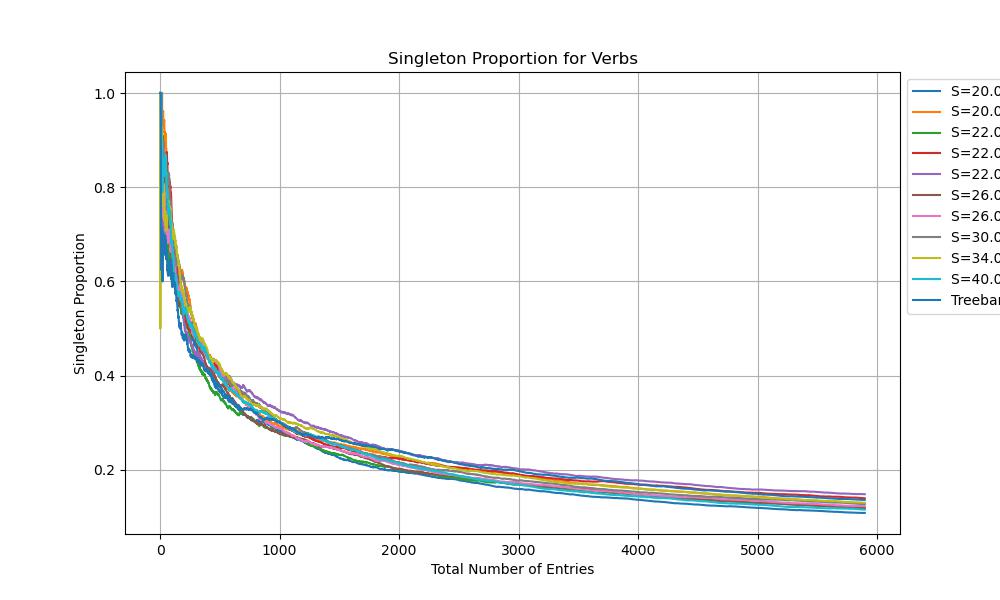 Singleton Proportion for Verbs
1.0
0.8
0.6
0.4
0.2
Singleton Proportion
0
1000
2000
3000
4000
5000
6000
Total Number of Entries
S=20.0
S=20.0
S=22.0
S=22.0
S=22.0
S=26.0
S=26.0
S=30.0
S=34.0
S=40.0